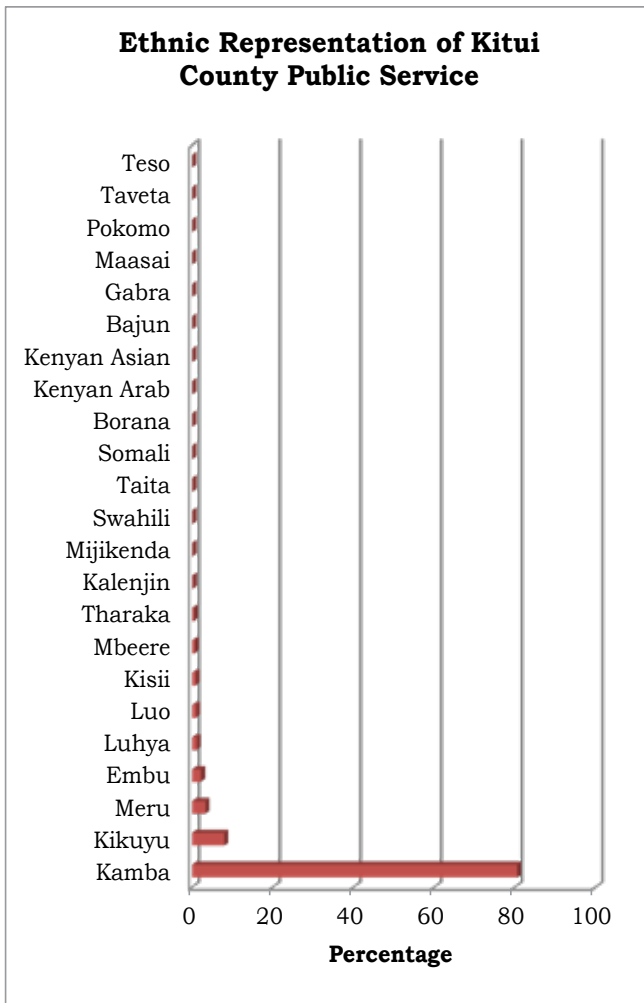 Ethnic Representation of Kitui
County Public Service
Teso
Taveta
Pokomo
Maasai
Gabra
Bajun
Kenyan Asian
Kenyan Arab
Borana
Somali
Taita
Swahili
Mijikenda
Kalenjin
Tharaka
Mbeere
Kisii
Luo
Luhya
Embu
Meru
Kikuyu
Kamba
0 20 40 60 80 100
Percentage